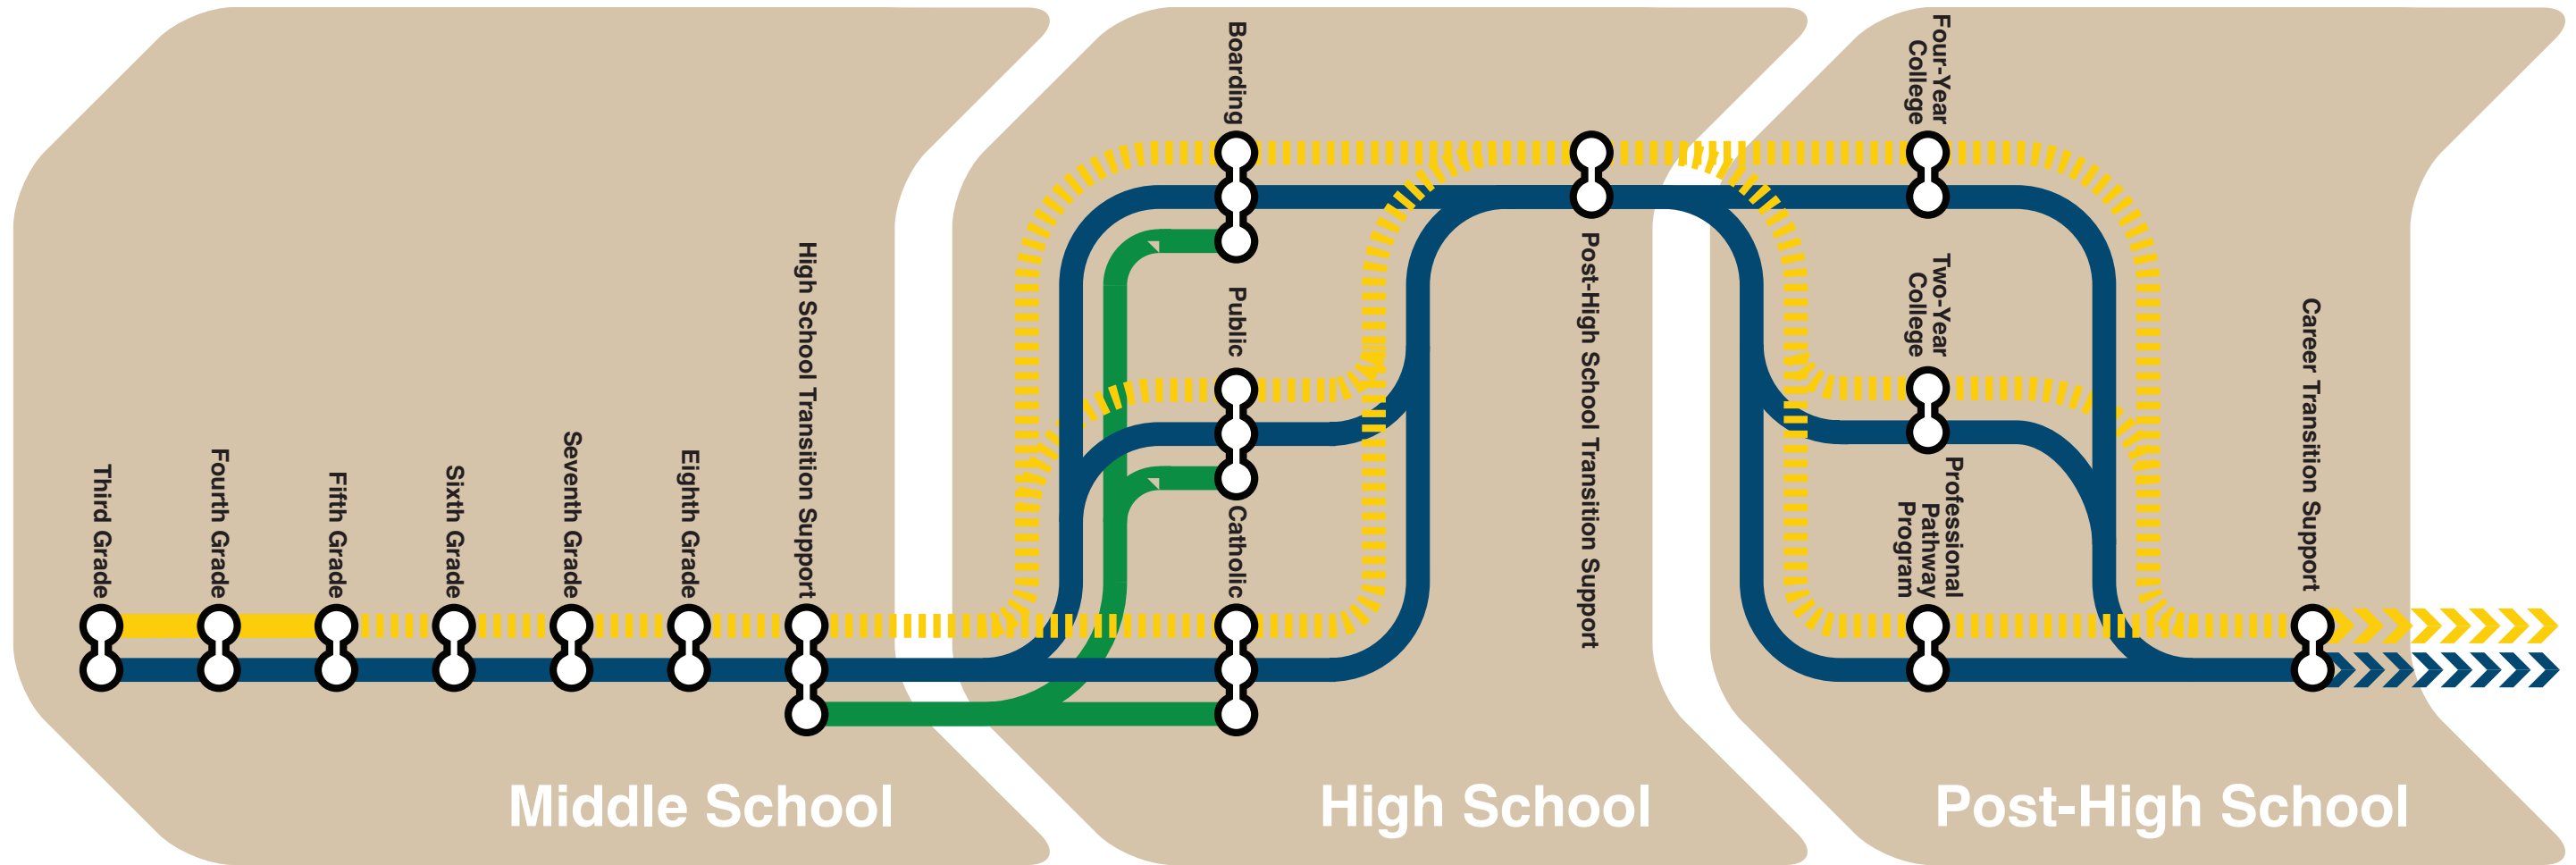 Third Grade
Fourth Grade
Fifth Grade
Sixth Grade
Seventh Grade
Eighth Grade
High School Transition Support
Middle School
Boarding
Public
Catholic
Post-High School Transition Support
High School
Four-Year
College
Two-Year
College
Professional
Pathway
Program
Career Transition Support
Post-High School